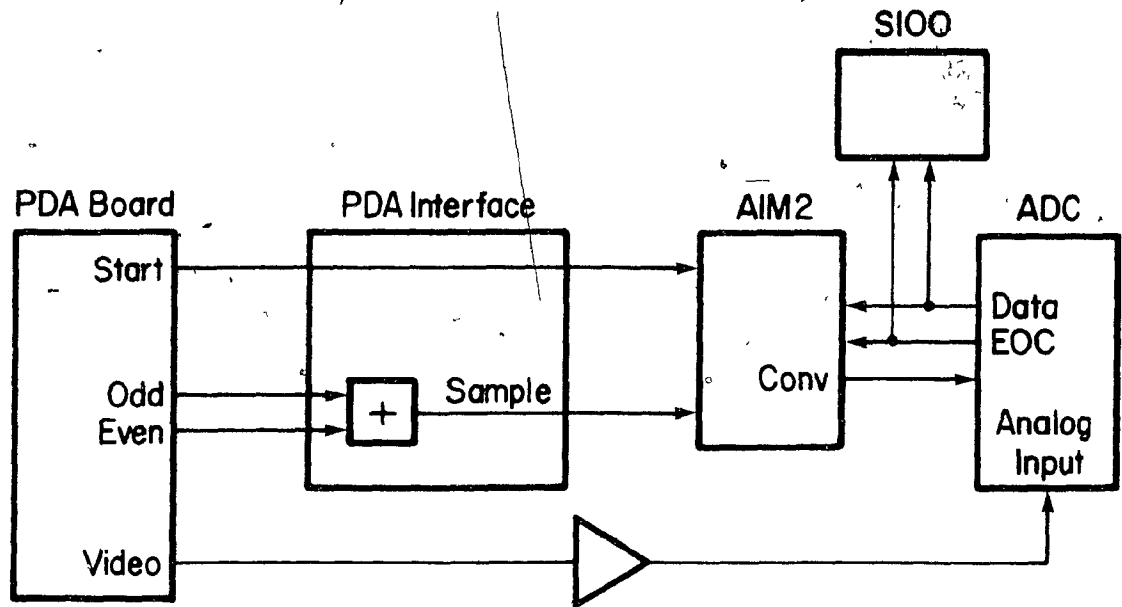 S100
PDA Board
PDA Interface
AIM2
ADC
Start
Data
EOC
Conv
Odd
Sample
+
Even
Analog
Input
Video